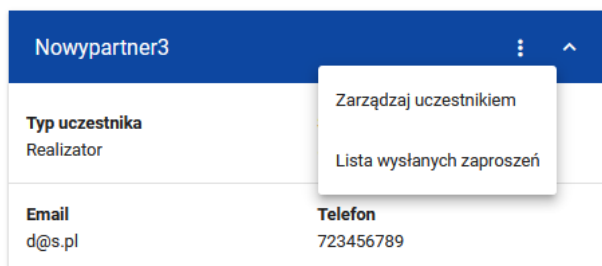 Nowypartner3
Zarządzaj uczestnikiem
Typ uczestnika
Realizator
Lista wysłanych zaproszeń
Email
Telefon
d@s.pl
723456789